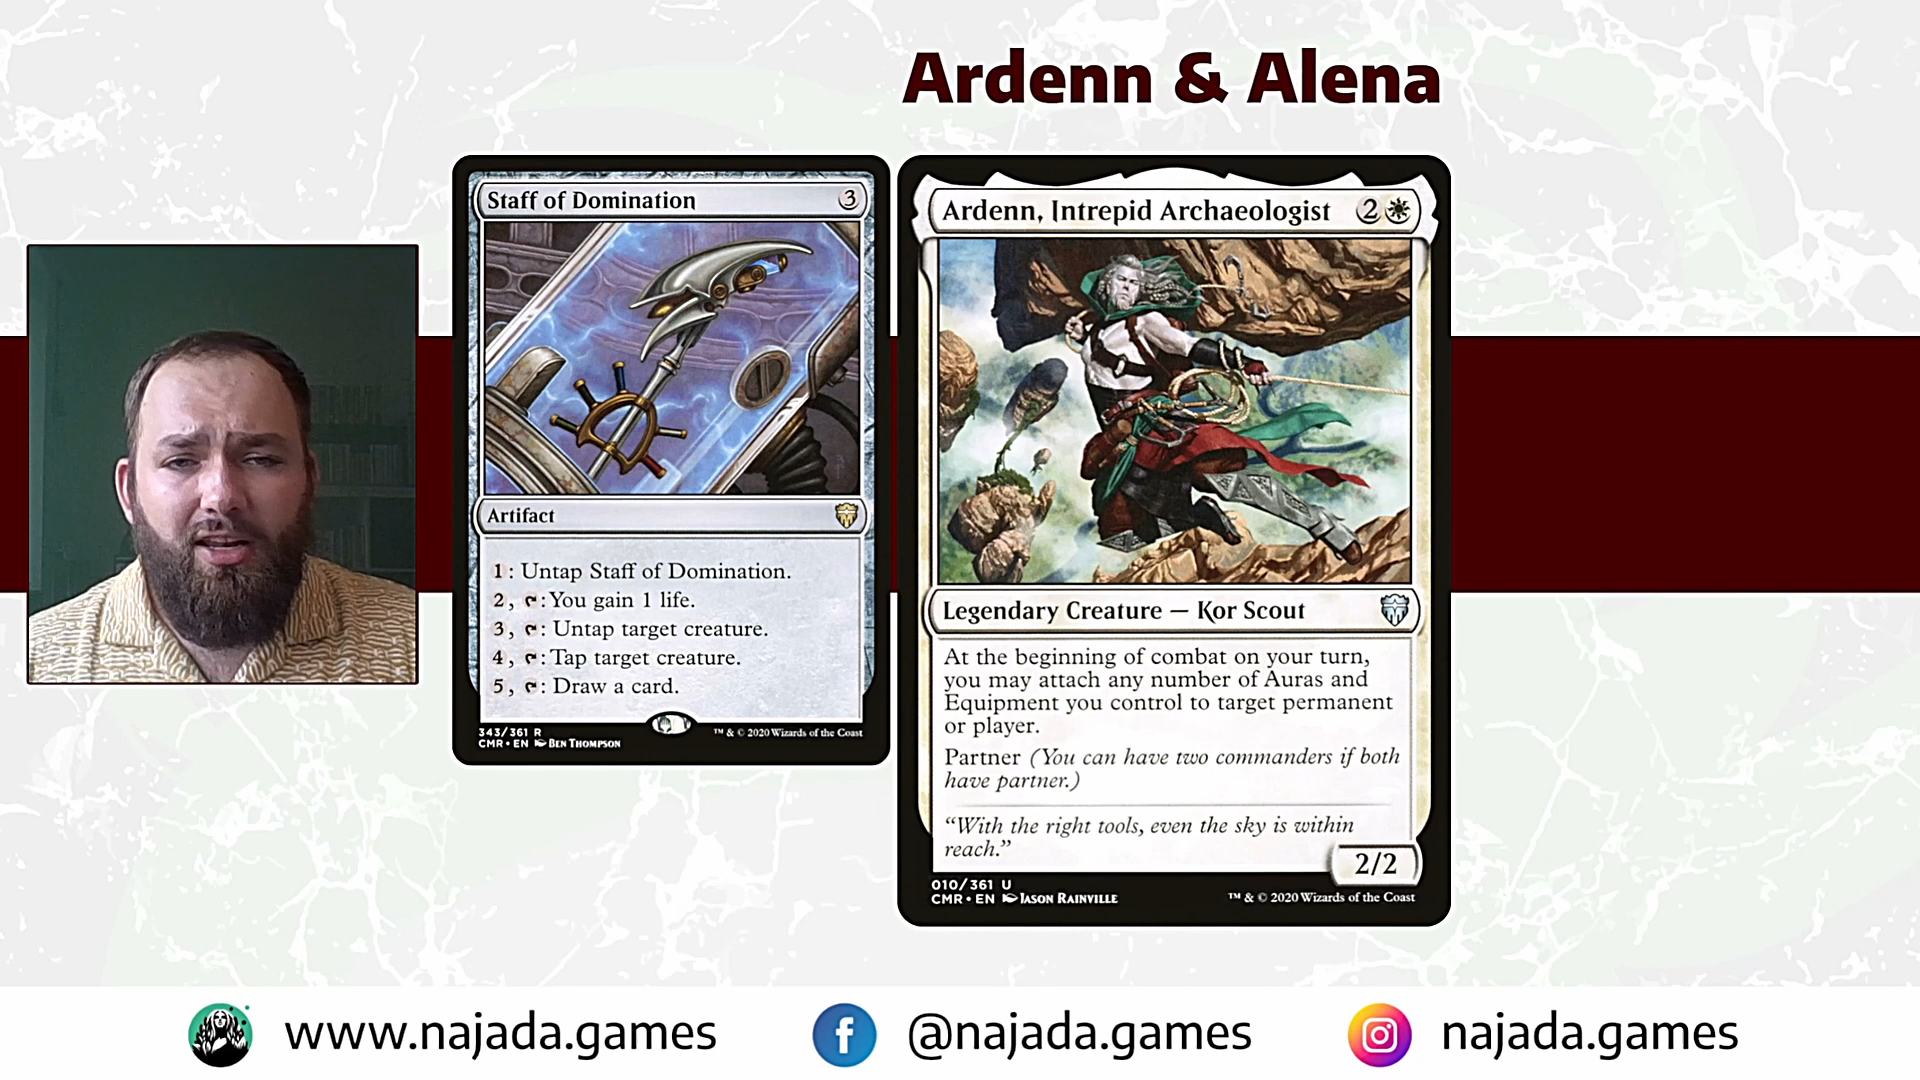 Ardenn & Alena
Staff of Domination 3
Artifact
1: Untap Staff of Domination.
2, : You gain 1 life.
3, : Untap target creature.
4, : Tap target creature.
5, : Draw a card.
343/361 R
CMR • EN BEN THOMPSON
™ & © 2020 Wizards of the Coast
Ardenn, Intrepid Archaeologist 2
Legendary Creature — Kor Scout
At the beginning of combat on your turn,
you may attach any number of Auras and
Equipment you control to target permanent
or player.
Partner (You can have two commanders if both
have partner.)
“With the right tools, even the sky is within
reach.”
2/2
010/361 U
CMR • EN JASON RAINVILLE
™ & © 2020 Wizards of the Coast
www.najada.games
@najada.games
najada.games